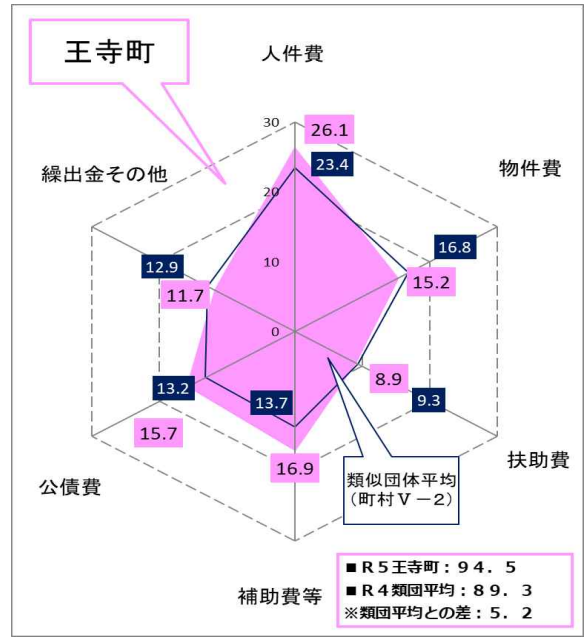 王寺町
人件費
30
26.1
23.4
20
物件費
繰出金その他
16.8
12.9
11.7
15.2
10
0
8.9
9.3
13.2
13.7
15.7
16.9
扶助費
類似団体平均
(町村Ⅴ－2)
公債費
補助費等
■R5王寺町：94．5
■R4類団平均：89．3
※類団平均との差：5．2